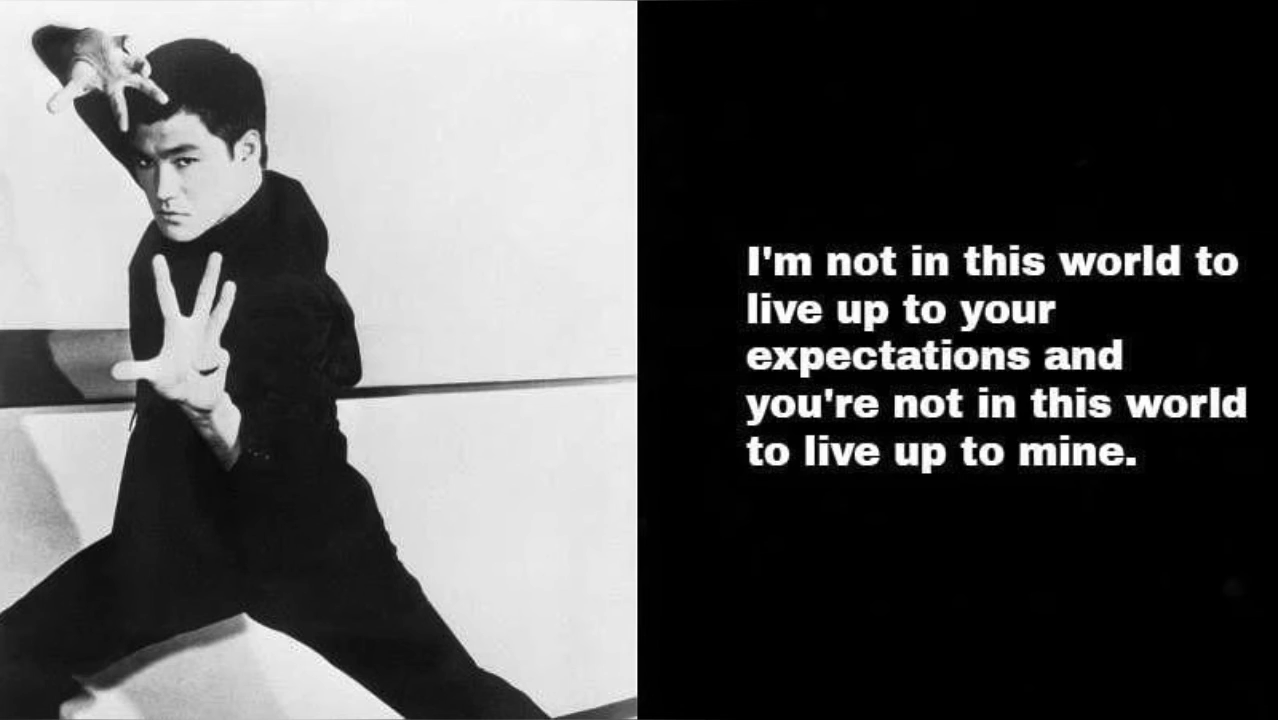 I'm not in this world to
live up to your
expectations and
you're not in this world
to live up to mine.